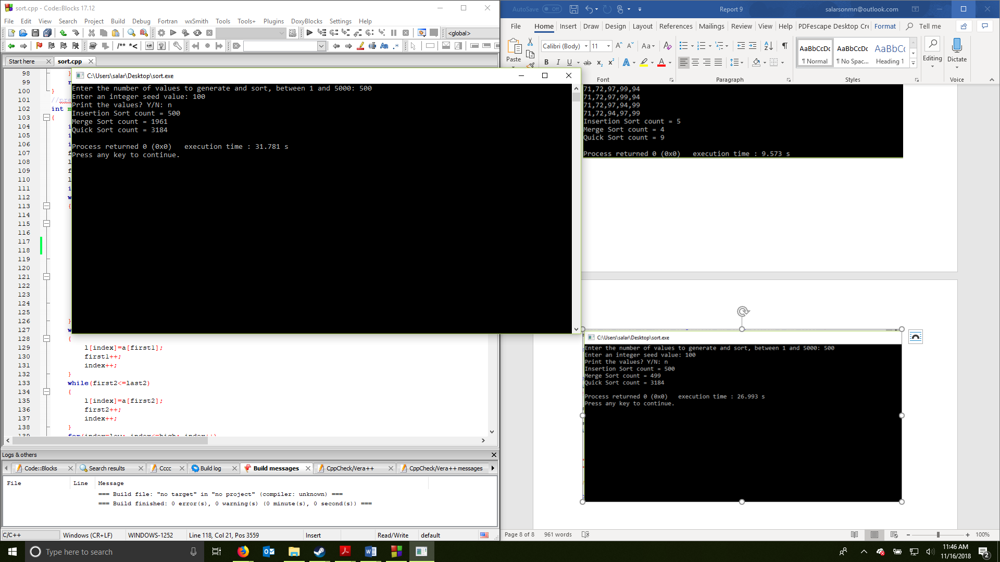 sort.cpp - Code::Blocks 17.12
File Edit View Search Project Build Debug Fortran wxSmith Tools Tools+ Plugins DoxyBlocks Settings Help
<global>
/** *<
Start here
sort.cpp
98 }
99 r
100 }
101 //pre
102 int m
103 {
104 i
105 i
106 i
107 f
108 l
109 f
110 l
111 i
112 w
113 {
114
115
116
117
118
119
120
121
122
123
124
125
126 }
127 w
128 {
129 l[index]=a[first1];
130 first1++;
131 index++;
132 }
133 while(first2<=last2)
134 {
135 l[index]=a[first2];
136 first2++;
137 index++;
138 }
139 for(index=low; index<=high; index++)
C:\Users\salar\Desktop\sort.exe
Enter the number of values to generate and sort, between 1 and 5000: 500
Enter an integer seed value: 100
Print the values? Y/N: n
Insertion Sort count = 500
Merge Sort count = 1961
Quick Sort count = 3184
Process returned 0 (0x0) execution time : 31.781 s
Press any key to continue.
Logs & others
Code::Blocks Search results Cccc Build log Build messages CppCheck/Vera++ CppCheck/Vera++ messages
File Line Message
=== Build file: "no target" in "no project" (compiler: unknown) ===
=== Build finished: 0 error(s), 0 warning(s) (0 minute(s), 0 second(s)) ===
C/C++ Windows (CR+LF) WINDOWS-1252 Line 118, Col 21, Pos 3559 Insert Read/Write default
AutoSave Off Report 9 salarsonmn@outlook.com
File Home Insert Draw Design Layout References Mailings Review View Help PDFescape Desktop Cre Format Tell me
Paste
Calibri (Body) 11 Aa
B I U ab x₂ x² A A
AaBbCcDc AaBbCcDc AaBbCc
¶ Normal ¶ No Spac... Heading 1
Editing Dictate
Font Paragraph Styles Voice
71,72,97,99,94
71,72,97,99,94
71,72,97,94,99
71,72,94,97,99
Insertion Sort count = 5
Merge Sort count = 4
Quick Sort count = 9
Process returned 0 (0x0) execution time : 9.573 s
C:\Users\salar\Desktop\sort.exe
Enter the number of values to generate and sort, between 1 and 5000: 500
Enter an integer seed value: 100
Print the values? Y/N: n
Insertion Sort count = 500
Merge Sort count = 499
Quick Sort count = 3184
Process returned 0 (0x0) execution time : 26.993 s
Press any key to continue.
Page 8 of 8 961 words 100%
Type here to search
11:46 AM
11/16/2018
2